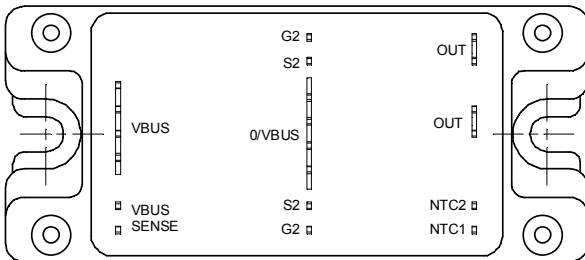 G2
OUT
S2
VBUS
0/VBUS
OUT
VBUS
SENSE
S2
NTC2
G2
NTC1